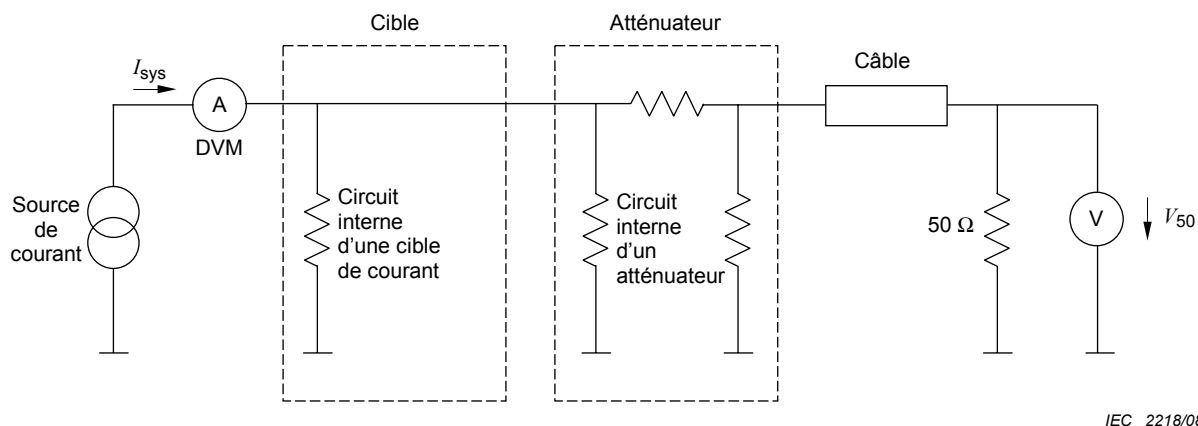 Cible
Atténuateur
Câble
Isys
A
DVM
Source
de
courant
Circuit
interne
d’une cible
de courant
Circuit
interne
d’un
atténuateur
50 Ω
V
V50
IEC 2218/08